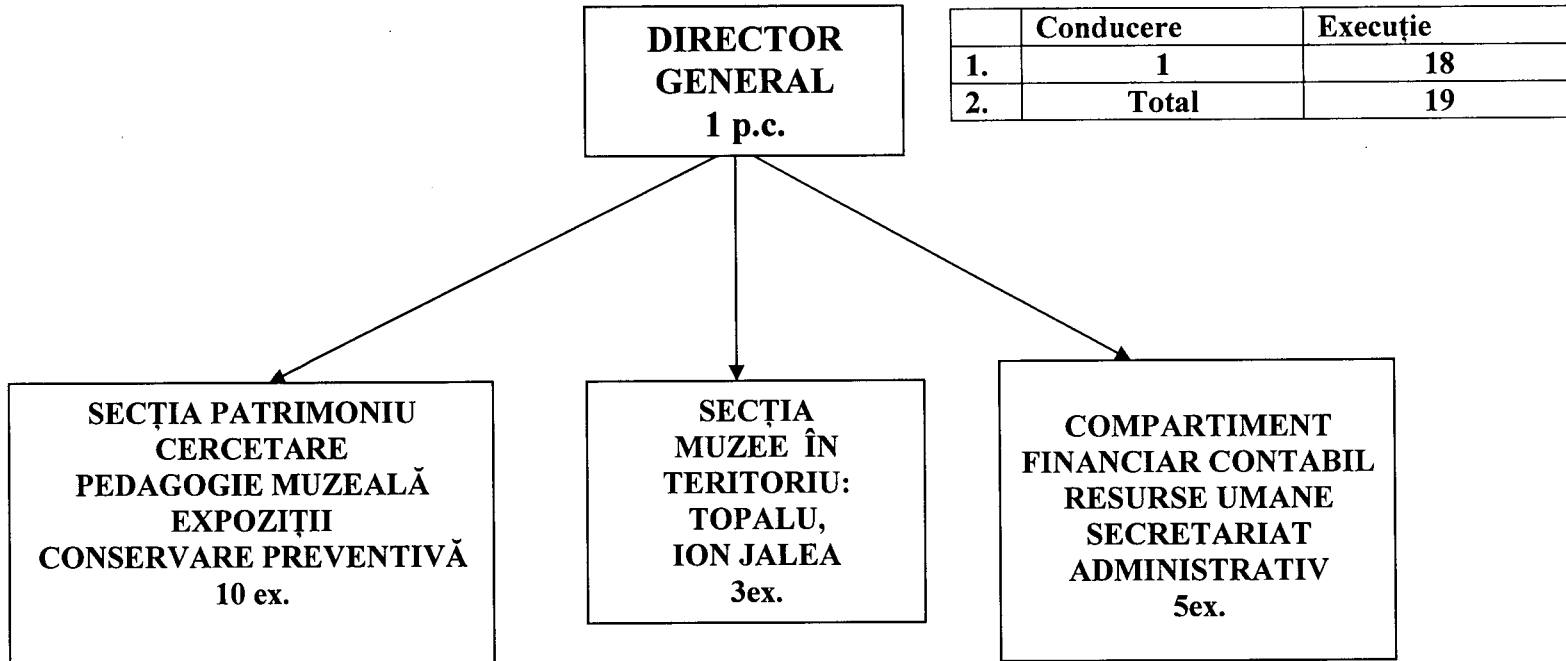 DIRECTOR
GENERAL
1 p.c.
Conducere Execuție
1. 1 18
2. Total 19
SECȚIA PATRIMONIU
CERCETARE
PEDAGOGIE MUZEALĂ
EXPOZIȚII
CONSERVARE PREVENTIVĂ
10 ex.
SECȚIA
MUZEE ÎN
TERITORIU:
TOPALU,
ION JALEA
3ex.
COMPARTIMENT
FINANCIAR CONTABIL
RESURSE UMANE
SECRETARIAT
ADMINISTRATIV
5ex.